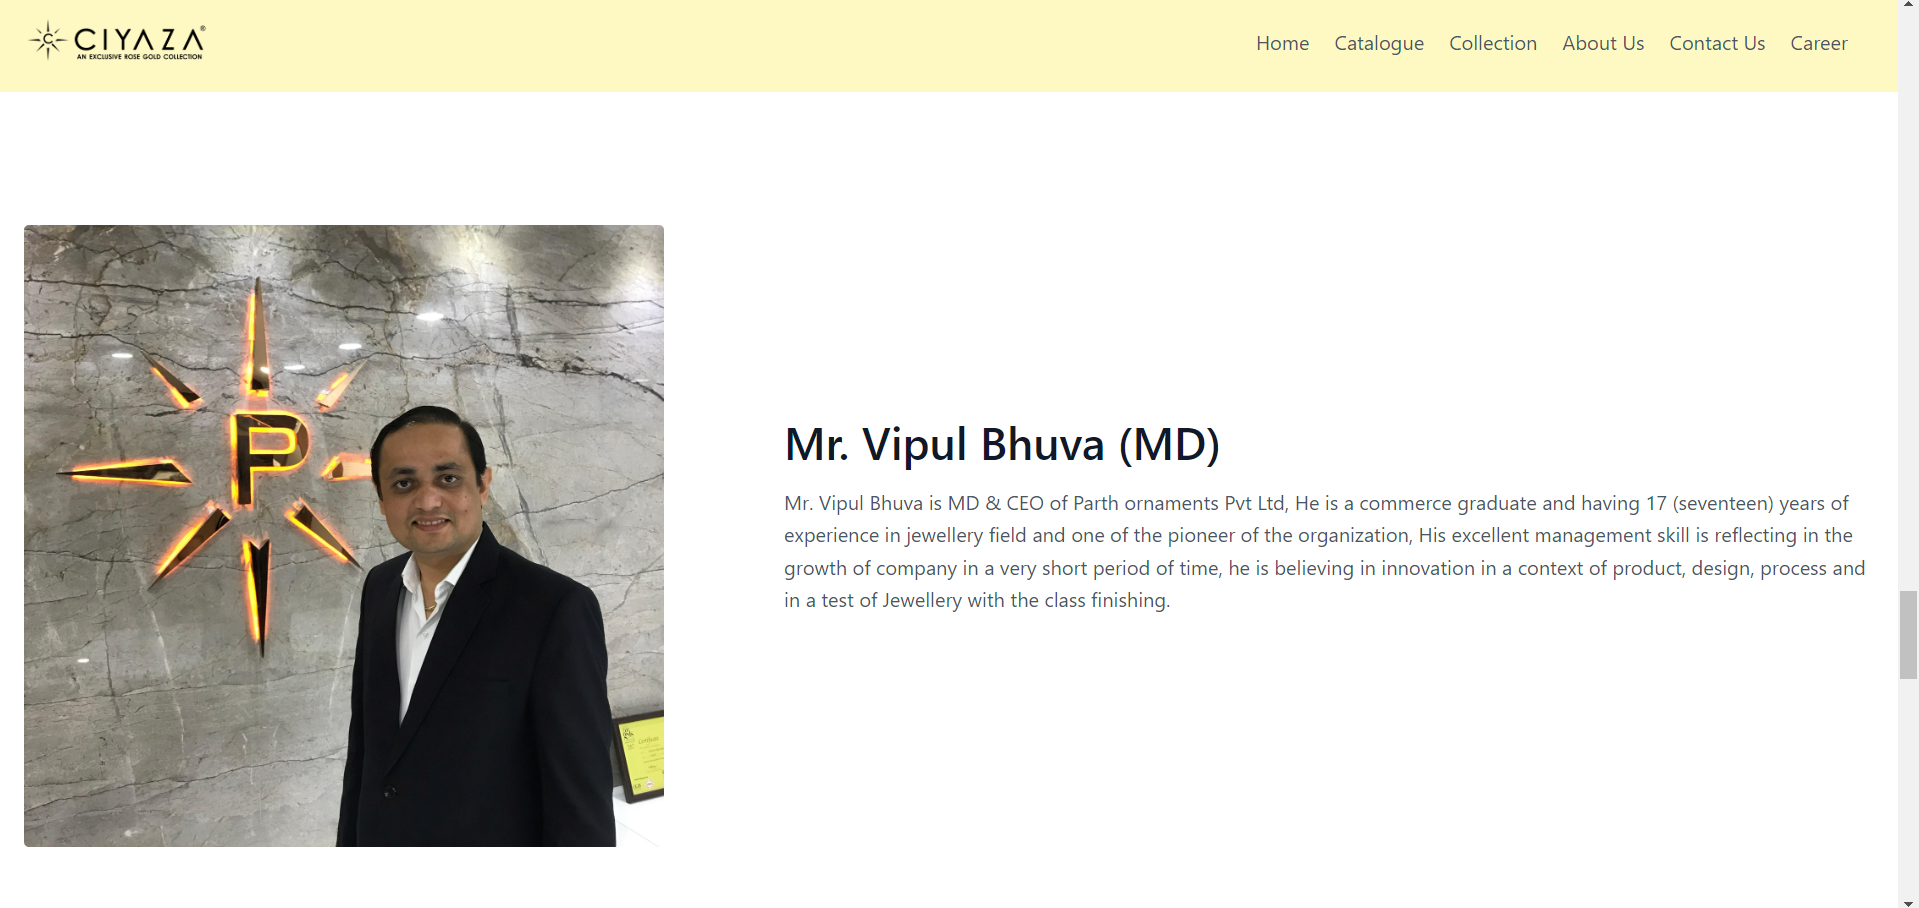 C
CIYAZA®
AN EXCLUSIVE ROSE GOLD COLLECTION
Home Catalogue Collection About Us Contact Us Career
P
Certificate
Mr. Vipul Bhuva (MD)
Mr. Vipul Bhuva is MD & CEO of Parth ornaments Pvt Ltd, He is a commerce graduate and having 17 (seventeen) years of
experience in jewellery field and one of the pioneer of the organization, His excellent management skill is reflecting in the
growth of company in a very short period of time, he is believing in innovation in a context of product, design, process and
in a test of Jewellery with the class finishing.